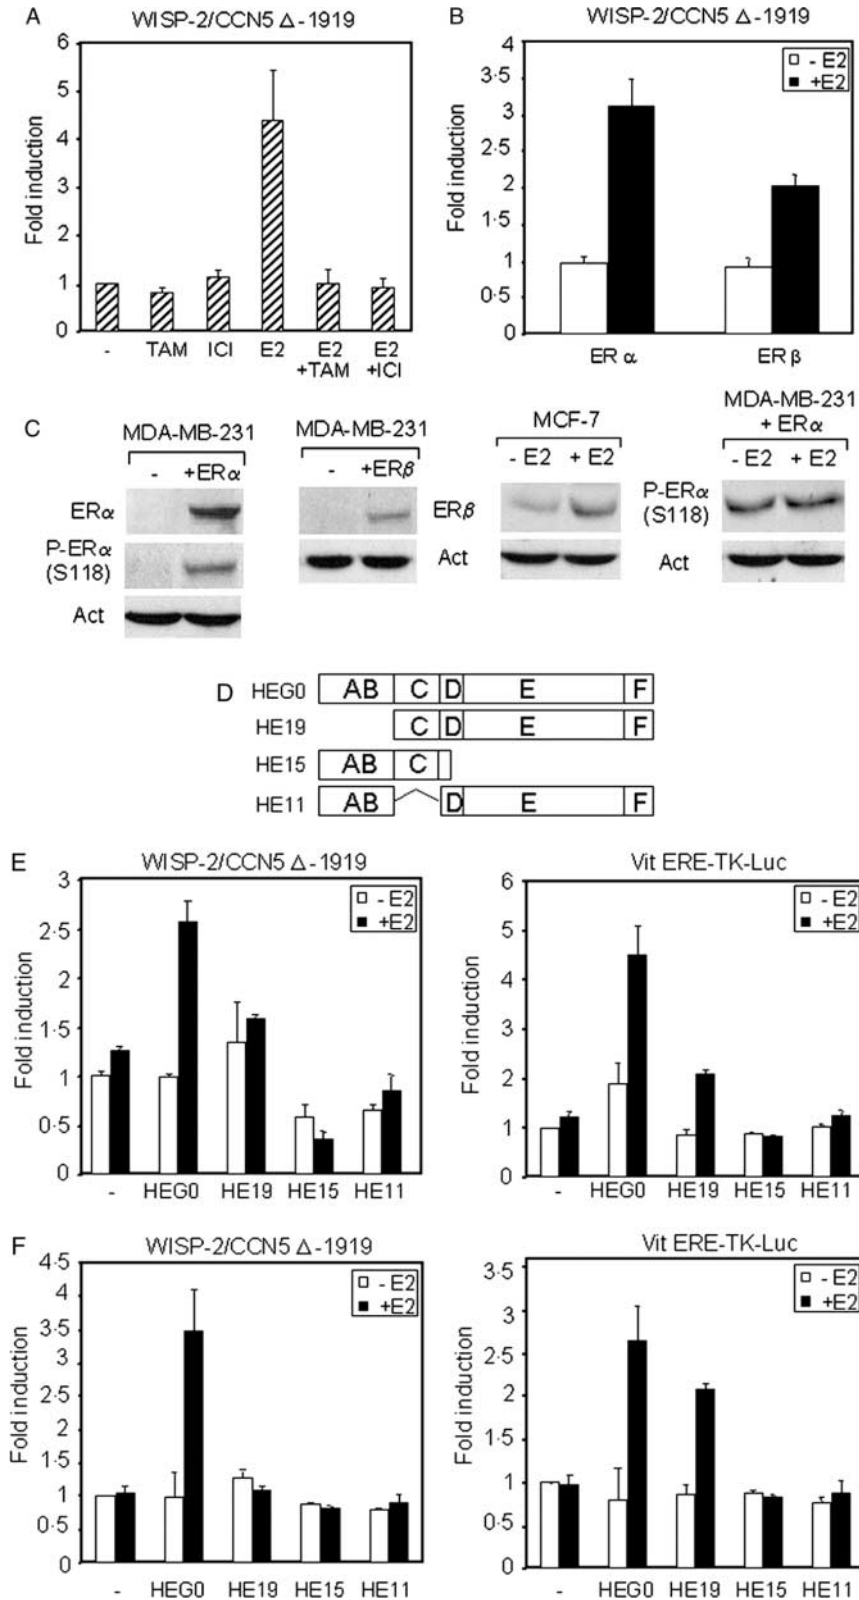 A
WISP-2/CCN5 Δ-1919
Fold induction
6
5
4
3
2
1
0
- TAM ICI E2 E2 +TAM E2 +ICI
B
WISP-2/CCN5 Δ-1919
Fold induction
4
3·5
3
2·5
2
1·5
1
0·5
0
- E2
+E2
ER α ER β
C
MDA-MB-231
- +ERα
ERα
P-ERα (S118)
Act
MDA-MB-231
- +ERβ
ERβ
Act
MCF-7
- E2 + E2
MDA-MB-231 + ERα
- E2 + E2
P-ERα (S118)
Act
D
HEG0 AB C D E F
HE19 C D E F
HE15 AB C
HE11 AB D E F
E
WISP-2/CCN5 Δ-1919
Fold induction
3
2·5
2
1·5
1
0·5
0
- E2
+E2
- HEG0 HE19 HE15 HE11
Vit ERE-TK-Luc
Fold induction
6
5
4
3
2
1
0
- E2
+E2
- HEG0 HE19 HE15 HE11
F
WISP-2/CCN5 Δ-1919
Fold induction
4·5
4
3·5
3
2
1·5
1
0·5
0
- E2
+E2
- HEG0 HE19 HE15 HE11
Vit ERE-TK-Luc
Fold induction
3·5
3
2·5
2
1·5
1
0·5
0
- E2
+E2
- HEG0 HE19 HE15 HE11